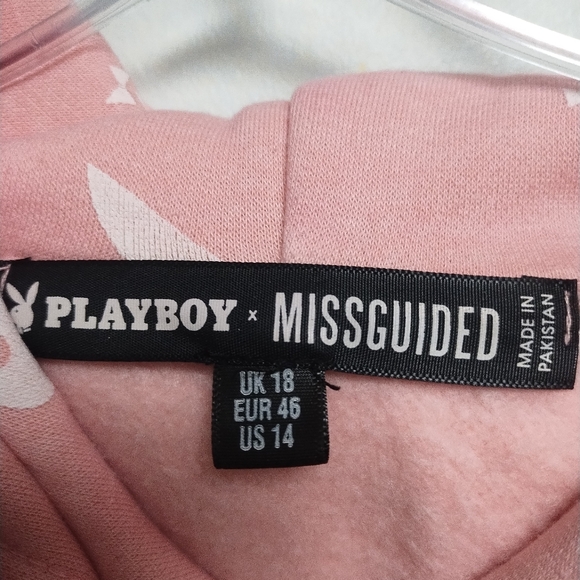 PLAYBOY x MISSGUIDED
MADE IN
PAKISTAN
UK 18
EUR 46
US 14